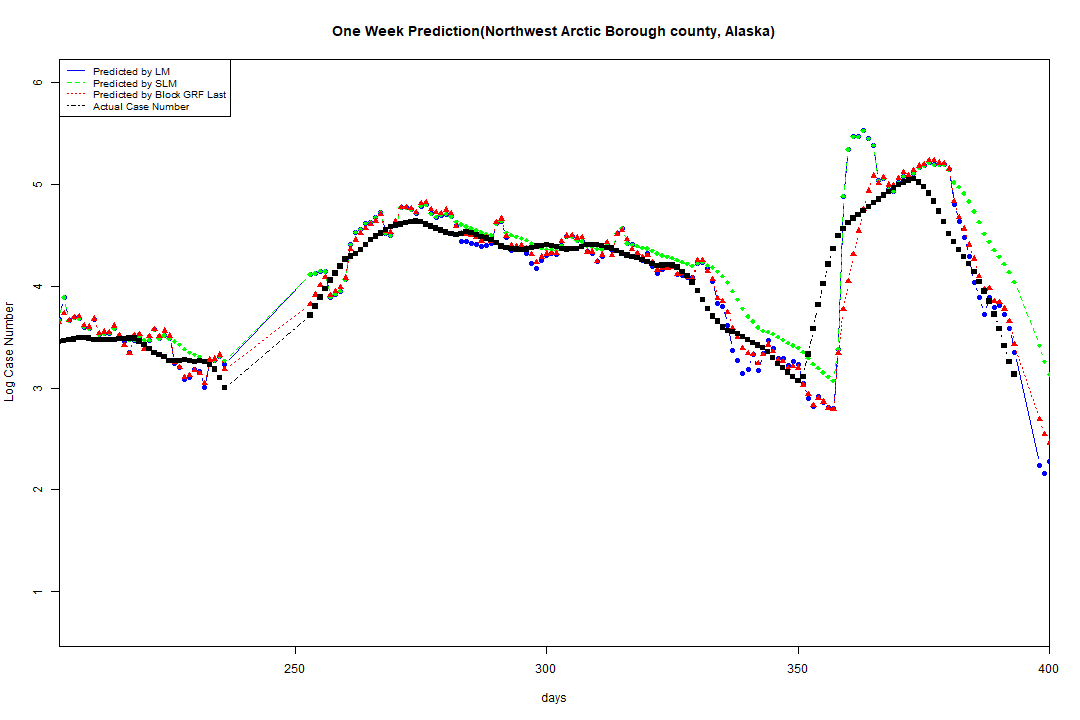 One Week Prediction(Northwest Arctic Borough county, Alaska)
Predicted by LM
Predicted by SLM
Predicted by Block GRF Last
Actual Case Number
Log Case Number
6
5
4
3
2
1
250
300
350
400
days